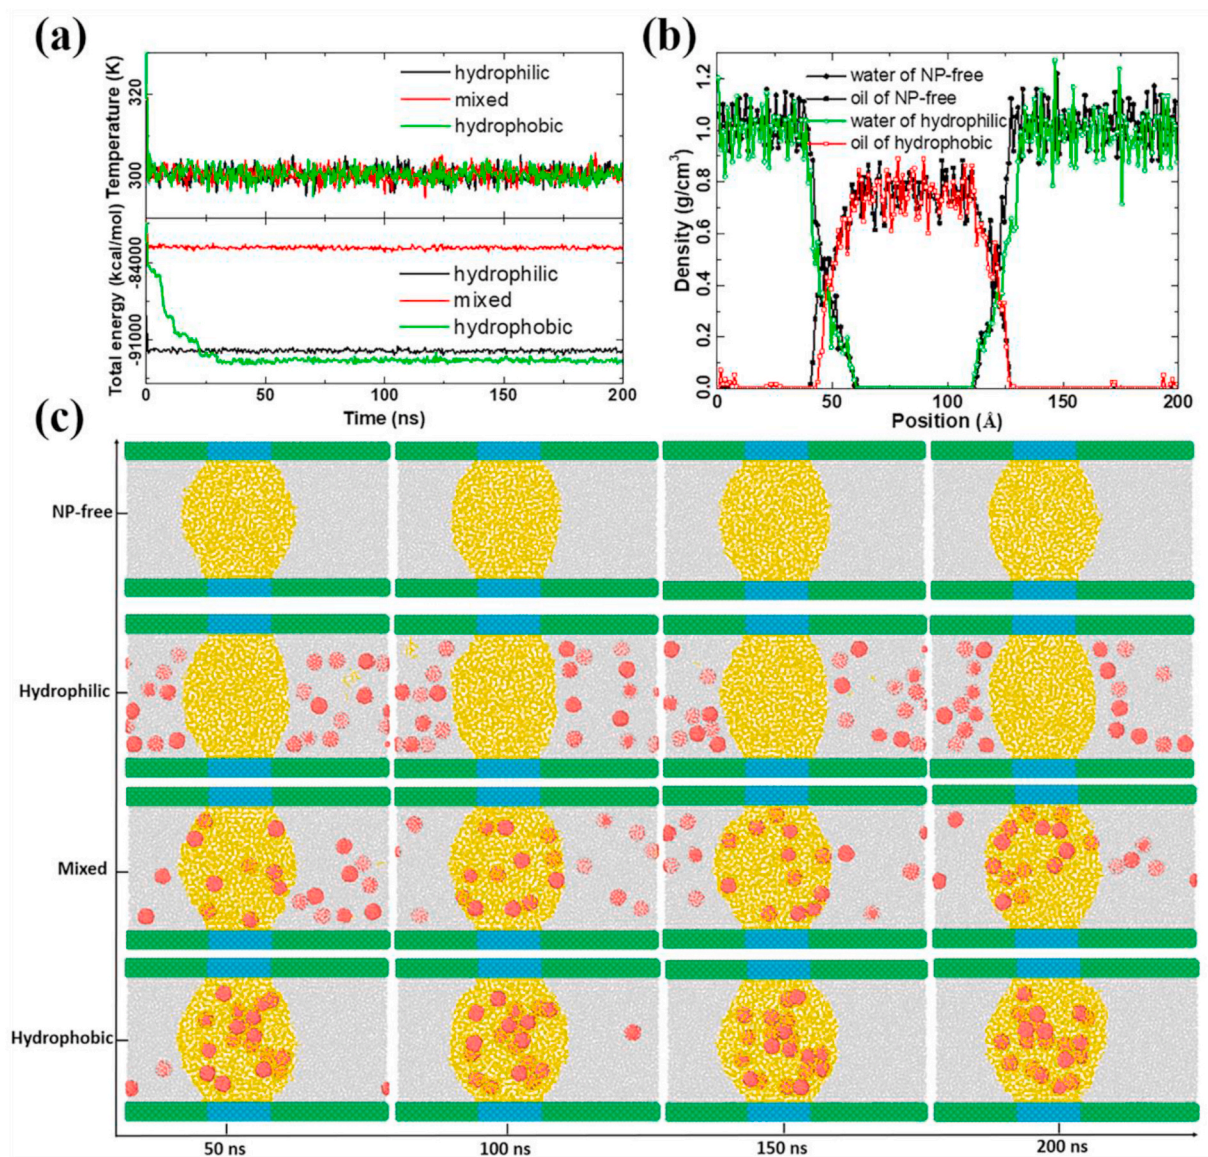 (a)
Temperature (K)
320
300
hydrophilic
mixed
hydrophobic
Total energy (kcal/mol)
-84000
-91000
hydrophilic
mixed
hydrophobic
0 50 100 150 200
Time (ns)
(b)
Density (g/cm³)
1.2
1.0
0.8
0.6
0.4
0.2
0.0
water of NP-free
oil of NP-free
water of hydrophilic
oil of hydrophobic
0 50 100 150 200
Position (Å)
(c)
NP-free
Hydrophilic
Mixed
Hydrophobic
50 ns 100 ns 150 ns 200 ns